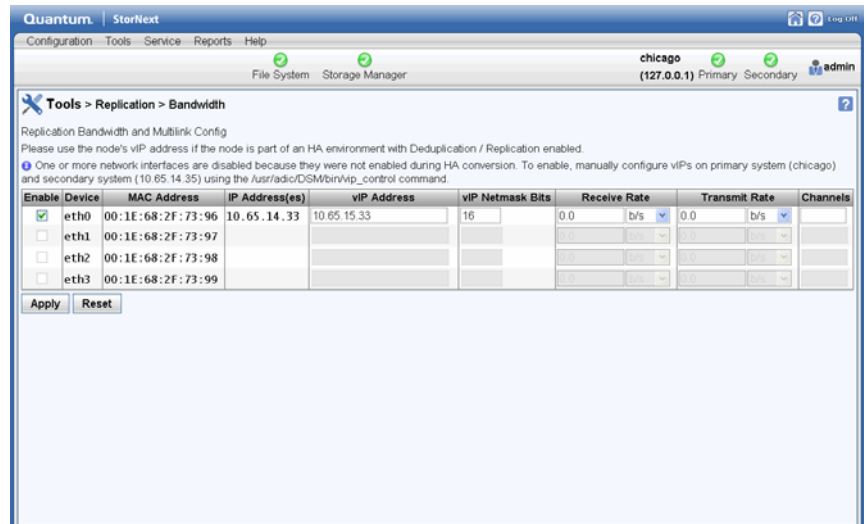 Quantum. StorNext Log Off
Configuration Tools Service Reports Help
File System Storage Manager chicago (127.0.0.1) Primary Secondary admin
Tools > Replication > Bandwidth
Replication Bandwidth and Multilink Config
Please use the node's vIP address if the node is part of an HA environment with Deduplication / Replication enabled.
One or more network interfaces are disabled because they were not enabled during HA conversion. To enable, manually configure vIPs on primary system (chicago)
and secondary system (10.65.14.35) using the /usr/adic/DSM/bin/vip_control command.
Enable Device MAC Address IP Address(es) vIP Address vIP Netmask Bits Receive Rate Transmit Rate Channels
eth0 00:1E:68:2F:73:96 10.65.14.33 10.65.15.33 16 0.0 b/s 0.0 b/s
eth1 00:1E:68:2F:73:97 0.0 b/s 0.0 b/s
eth2 00:1E:68:2F:73:98 0.0 b/s 0.0 b/s
eth3 00:1E:68:2F:73:99 0.0 b/s 0.0 b/s
Apply Reset